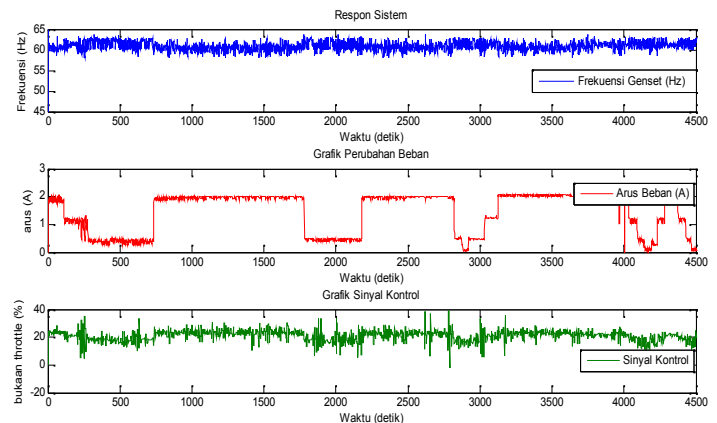 Respon Sistem
65
60
55
50
45
Frekuensi (Hz)
Frekuensi Genset (Hz)
0 500 1000 1500 2000 2500 3000 3500 4000 4500
Waktu (detik)
Grafik Perubahan Beban
3
2
1
0
arus (A)
Arus Beban (A)
0 500 1000 1500 2000 2500 3000 3500 4000 4500
Waktu (detik)
Grafik Sinyal Kontrol
40
20
0
-20
bukaan throttle (%)
Sinyal Kontrol
0 500 1000 1500 2000 2500 3000 3500 4000 4500
Waktu (detik)